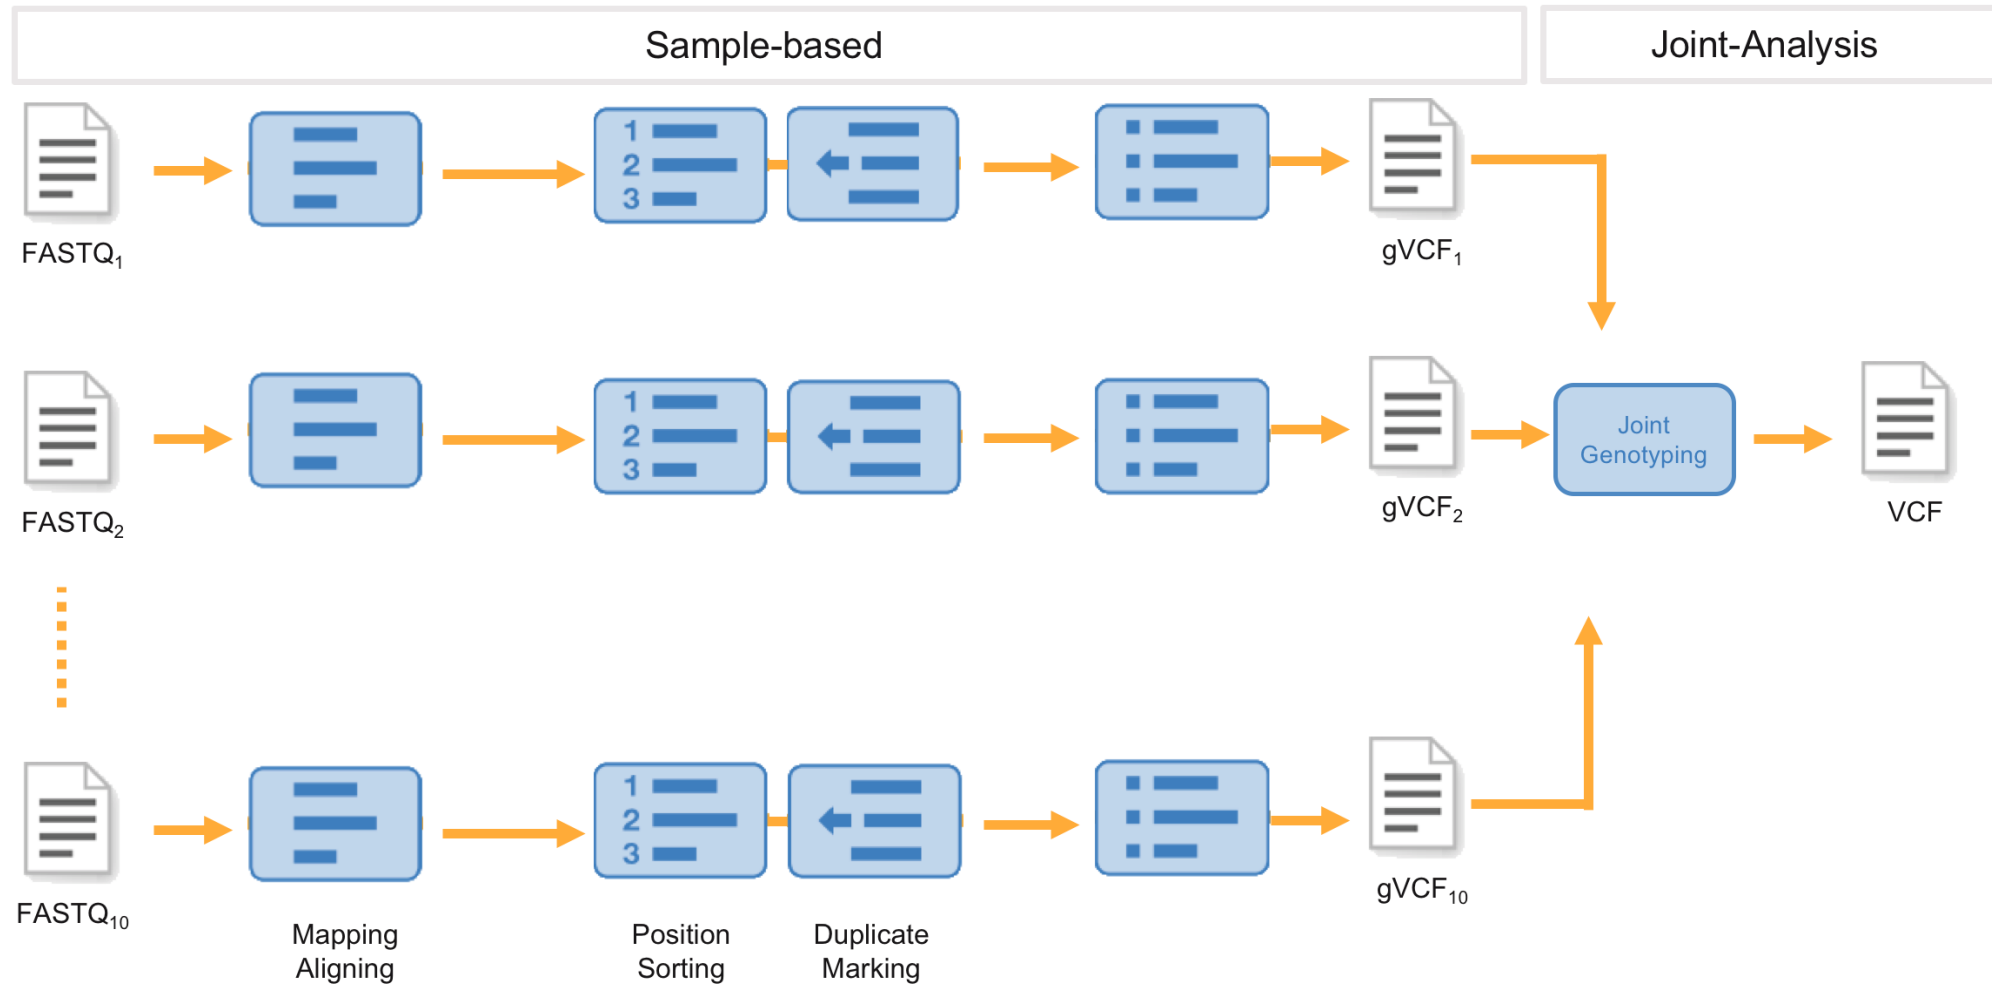 Sample-based
Joint-Analysis
1
2
3
FASTQ1
gVCF1
1
2
3
Joint
Genotyping
FASTQ2
gVCF2
VCF
1
2
3
FASTQ10
gVCF10
Mapping
Aligning
Position
Sorting
Duplicate
Marking